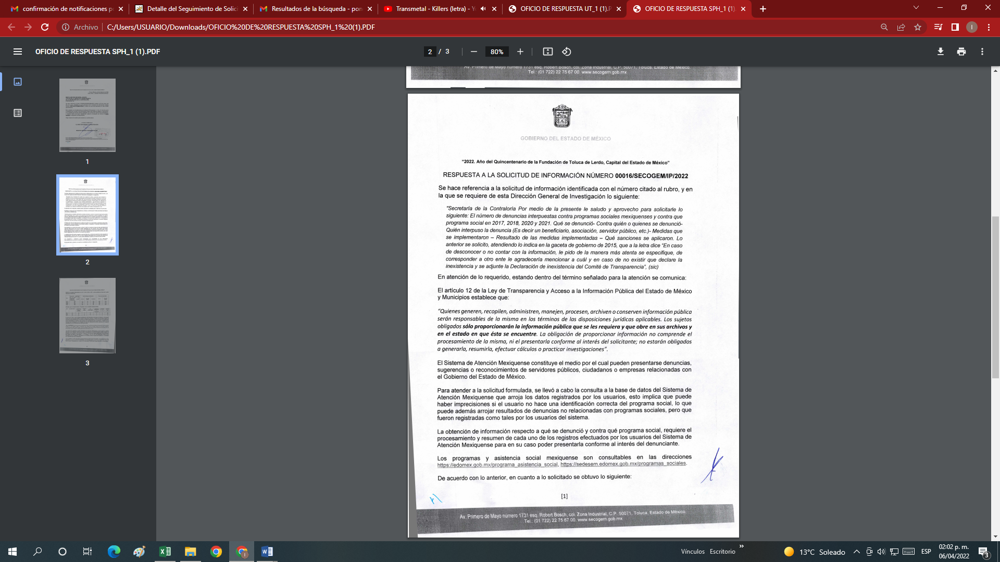 confirmación de notificaciones p
Detalle del Seguimiento de Solici
Resultados de la búsqueda - pon
Transmetal - Killers (letra) - Y
OFICIO DE RESPUESTA UT_1 (1).P
OFICIO DE RESPUESTA SPH_1 (1)
Archivo
C:/Users/USUARIO/Downloads/OFICIO%20DE%20RESPUESTA%20SPH_1%20(1).PDF
I
OFICIO DE RESPUESTA SPH_1 (1).PDF
2 / 3
80%
1
2
3
Av. Primero de Mayo número 1731 esq. Robert Bosch, col. Zona Industrial, C.P. 50071, Toluca, Estado de México.
Tel.: (01 722) 22 75 67 00. www.secogem.gob.mx
GOBIERNO DEL ESTADO DE MÉXICO
"2022. Año del Quincentenario de la Fundación de Toluca de Lerdo, Capital del Estado de México"
RESPUESTA A LA SOLICITUD DE INFORMACIÓN NÚMERO 00016/SECOGEM/IP/2022
Se hace referencia a la solicitud de información identificada con el número citado al rubro, y en
la que se requiere de esta Dirección General de Investigación lo siguiente:
"Secretaría de la Contraloría Por medio de la presente le saludo y aprovecho para solicitarle lo
siguiente: El número de denuncias interpuestas contra programas sociales mexiquenses y contra que
programa social en 2017, 2018, 2020 y 2021. Qué se denunció- Contra quién o quienes se denunció-
Quién interpuso la denuncia (Es decir un beneficiario, asociación, servidor público, etc.)- Medidas que
se implementaron – Resultado de las medidas implementadas – Qué sanciones se aplicaron. Lo
anterior se solicito, atendiendo lo indica en la gaceta de gobierno de 2015, que a la letra dice "En caso
de desconocer o no contar con la información, le pido de la manera más atenta se especifique, de
corresponder a otro ente le agradecería mencionar a cuál y en caso de no existir que declare la
inexistencia y se adjunte la Declaración de inexistencia del Comité de Transparencia", (sic)
En atención de lo requerido, estando dentro del término señalado para la atención se comunica:
El artículo 12 de la Ley de Transparencia y Acceso a la Información Pública del Estado de México
y Municipios establece que:
"Quienes generen, recopilen, administren, manejen, procesen, archiven o conserven información pública
serán responsables de la misma en los términos de las disposiciones jurídicas aplicables. Los sujetos
obligados sólo proporcionarán la información pública que se les requiera y que obre en sus archivos y
en el estado en que ésta se encuentre. La obligación de proporcionar información no comprende el
procesamiento de la misma, ni el presentarla conforme al interés del solicitante; no estarán obligados
a generarla, resumirla, efectuar cálculos o practicar investigaciones".
El Sistema de Atención Mexiquense constituye el medio por el cual pueden presentarse denuncias,
sugerencias o reconocimientos de servidores públicos, ciudadanos o empresas relacionadas con
el Gobierno del Estado de México.
Para atender a la solicitud formulada, se llevó a cabo la consulta a la base de datos del Sistema de
Atención Mexiquense que arroja los datos registrados por los usuarios, esto implica que puede
haber imprecisiones si el usuario no hace una identificación correcta del programa social, lo que
puede además arrojar resultados de denuncias no relacionadas con programas sociales, pero que
fueron registradas como tales por los usuarios del sistema.
La obtención de información respecto a qué se denunció y contra qué programa social, requiere el
procesamiento y resumen de cada uno de los registros efectuados por los usuarios del Sistema de
Atención Mexiquense para en su caso poder presentarla conforme al interés del denunciante.
Los programas y asistencia social mexiquense son consultables en las direcciones
https://edomex.gob.mx/programa_asistencia_social, https://sedesem.edomex.gob.mx/programas_sociales.
De acuerdo con lo anterior, en cuanto a lo solicitado se obtuvo lo siguiente:
[1]
Av. Primero de Mayo número 1731 esq. Robert Bosch, col. Zona Industrial, C.P. 50071, Toluca, Estado de México.
Tel.: (01 722) 22 75 67 00. www.secogem.gob.mx
Vínculos
Escritorio
13°C Soleado
ESP
02:02 p. m.
06/04/2022
3